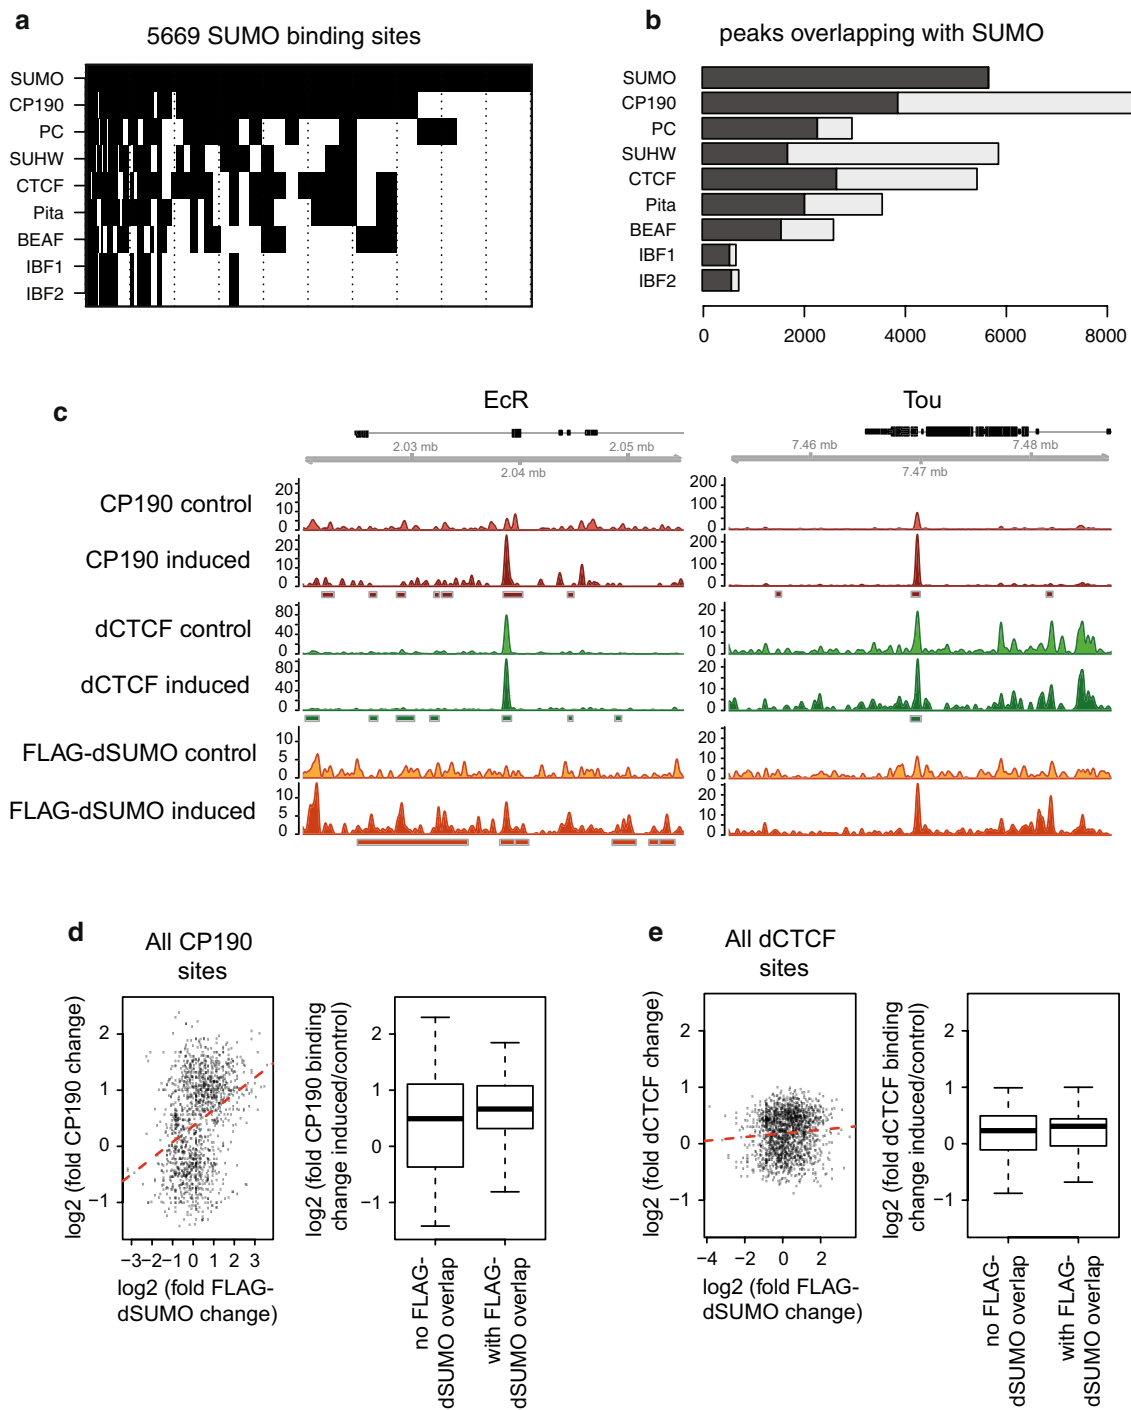 a
5669 SUMO binding sites
SUMO
CP190
PC
SUHW
CTCF
Pita
BEAF
IBF1
IBF2
b
peaks overlapping with SUMO
SUMO
CP190
PC
SUHW
CTCF
Pita
BEAF
IBF1
IBF2
0 2000 4000 6000 8000
c
EcR
2.03 mb 2.05 mb
2.04 mb
Tou
7.46 mb 7.48 mb
7.47 mb
CP190 control
20
10
0
200
100
0
CP190 induced
20
10
0
200
100
0
dCTCF control
80
40
0
20
10
0
dCTCF induced
80
40
0
20
10
0
FLAG-dSUMO control
10
5
0
20
10
0
FLAG-dSUMO induced
10
5
0
20
10
0
d
All CP190
sites
log2 (fold CP190 change)
2
1
0
−1
−3 −2 −1 0 1 2 3
log2 (fold FLAG-
dSUMO change)
log2 (fold CP190 binding
change induced/control)
2
1
0
−1
no FLAG-
dSUMO overlap
with FLAG-
dSUMO overlap
e
All dCTCF
sites
log2 (fold dCTCF change)
2
1
0
−1
−4 −2 0 2
log2 (fold FLAG-
dSUMO change)
log2 (fold dCTCF binding
change induced/control)
2
1
0
−1
no FLAG-
dSUMO overlap
with FLAG-
dSUMO overlap